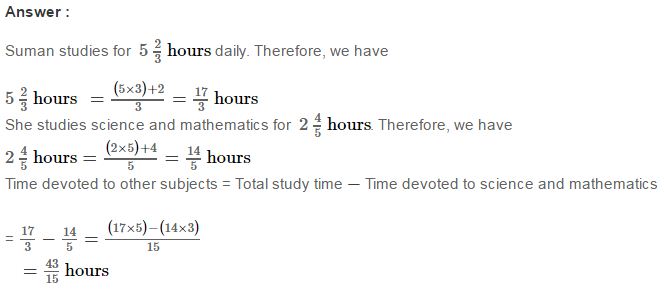 Answer :
Suman studies for 5 2/3 hours daily. Therefore, we have
5 2/3 hours = (5×3)+2/3 = 17/3 hours
She studies science and mathematics for 2 4/5 hours. Therefore, we have
2 4/5 hours = (2×5)+4/5 = 14/5 hours
Time devoted to other subjects = Total study time − Time devoted to science and mathematics
= 17/3 − 14/5 = (17×5)−(14×3)/15
= 43/15 hours